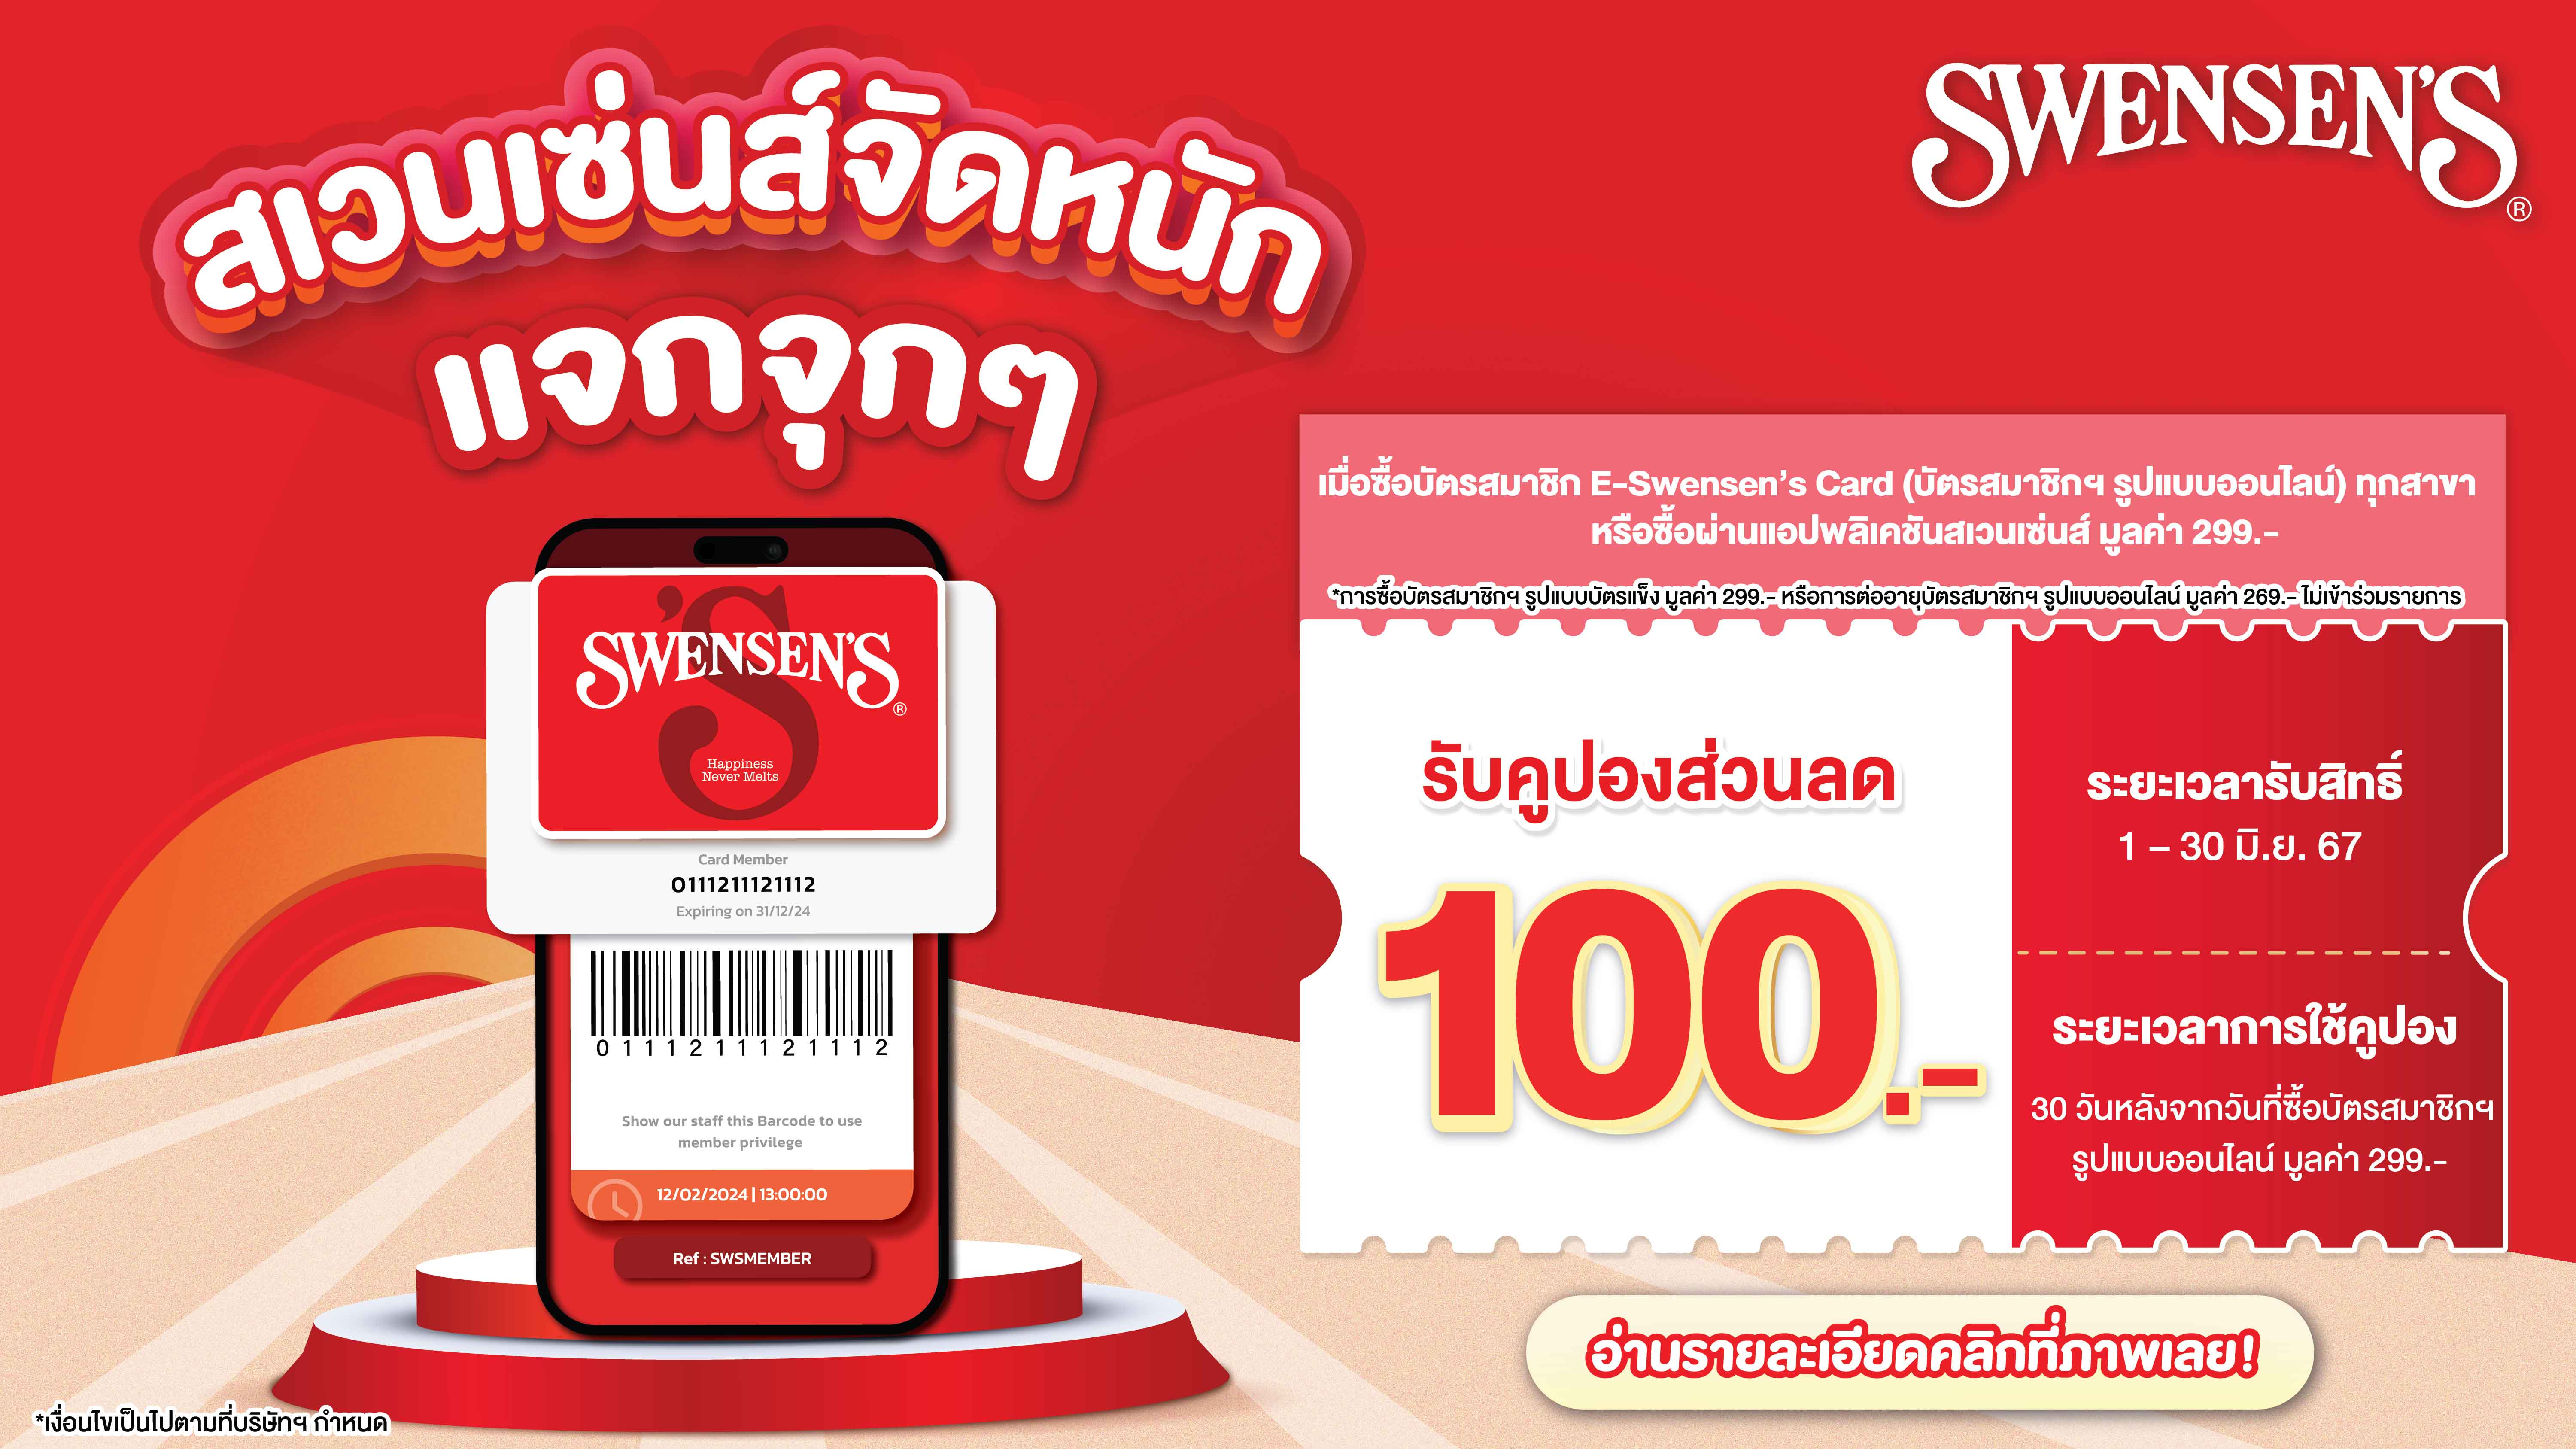 สเวนเซ่นส์จัดหนัก
แจกจุกๆ
SWENSEN'S®
เมื่อซื้อบัตรสมาชิก E-Swensen's Card (บัตรสมาชิกฯ รูปแบบออนไลน์) ทุกสาขา
หรือซื้อผ่านแอปพลิเคชันสเวนเซ่นส์ มูลค่า 299.-
*การซื้อบัตรสมาชิกฯ รูปแบบบัตรแข็ง มูลค่า 299.- หรือการต่ออายุบัตรสมาชิกฯ รูปแบบออนไลน์ มูลค่า 269.- ไม่เข้าร่วมรายการ
รับคูปองส่วนลด
100.-
ระยะเวลารับสิทธิ์
1 – 30 มิ.ย. 67
ระยะเวลาการใช้คูปอง
30 วันหลังจากวันที่ซื้อบัตรสมาชิกฯ
รูปแบบออนไลน์ มูลค่า 299.-
อ่านรายละเอียดคลิกที่ภาพเลย!
'S
SWENSEN'S®
Happiness
Never Melts
Card Member
0111211121112
Expiring on 31/12/24
0111211121112
Show our staff this Barcode to use
member privilege
12/02/2024 | 13:00:00
Ref : SWSMEMBER
*เงื่อนไขเป็นไปตามที่บริษัทฯ กำหนด